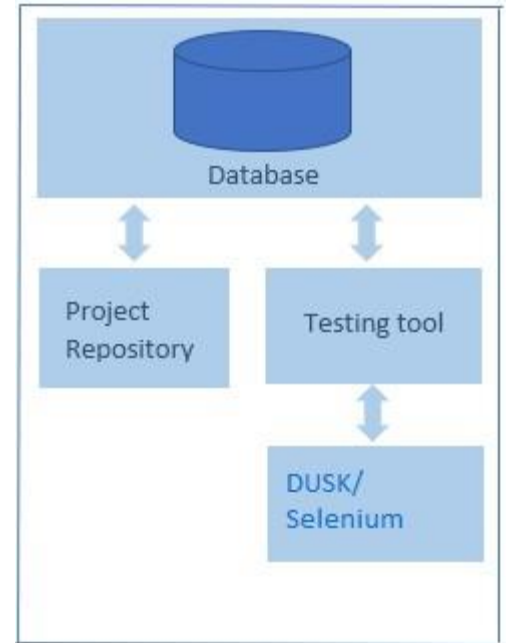 Database
Project
Repository
Testing tool
DUSK/
Selenium